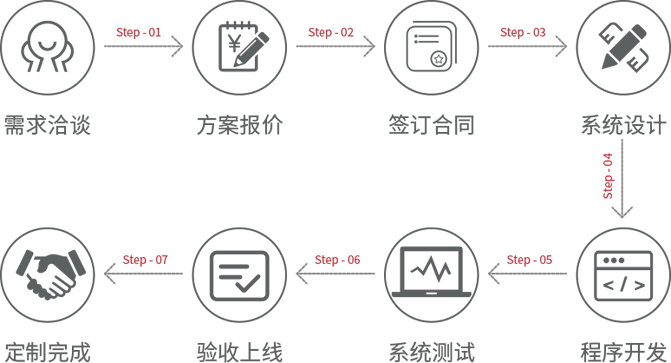 Step - 01
Step - 02
Step - 03
需求洽谈
方案报价
签订合同
系统设计
Step - 04
Step - 07
Step - 06
Step - 05
定制完成
验收上线
系统测试
程序开发